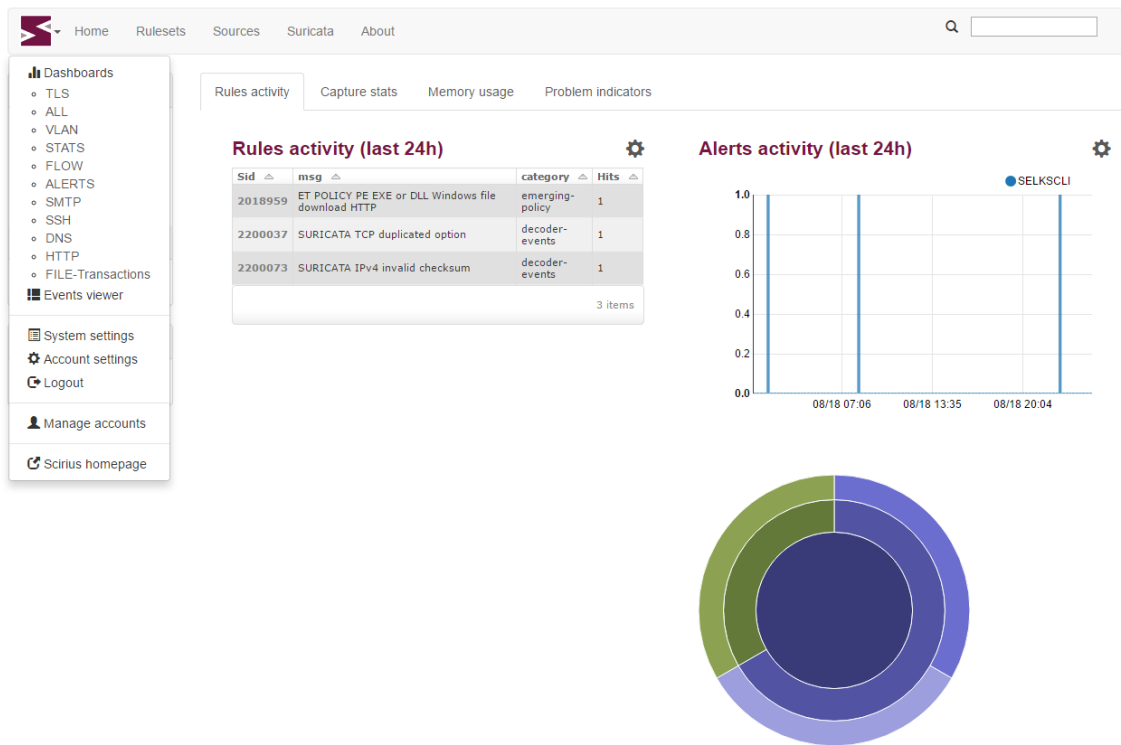 Home Rulesets Sources Suricata About
Dashboards
TLS
ALL
VLAN
STATS
FLOW
ALERTS
SMTP
SSH
DNS
HTTP
FILE-Transactions
Events viewer
System settings
Account settings
Logout
Manage accounts
Scirius homepage
Rules activity Capture stats Memory usage Problem indicators
Rules activity (last 24h)
Sid msg category Hits
2018959 ET POLICY PE EXE or DLL Windows file download HTTP emerging-policy 1
2200037 SURICATA TCP duplicated option decoder-events 1
2200073 SURICATA IPv4 invalid checksum decoder-events 1
3 items
Alerts activity (last 24h)
SELKSCLI
1.0
0.8
0.6
0.4
0.2
0.0
08/18 07:06 08/18 13:35 08/18 20:04